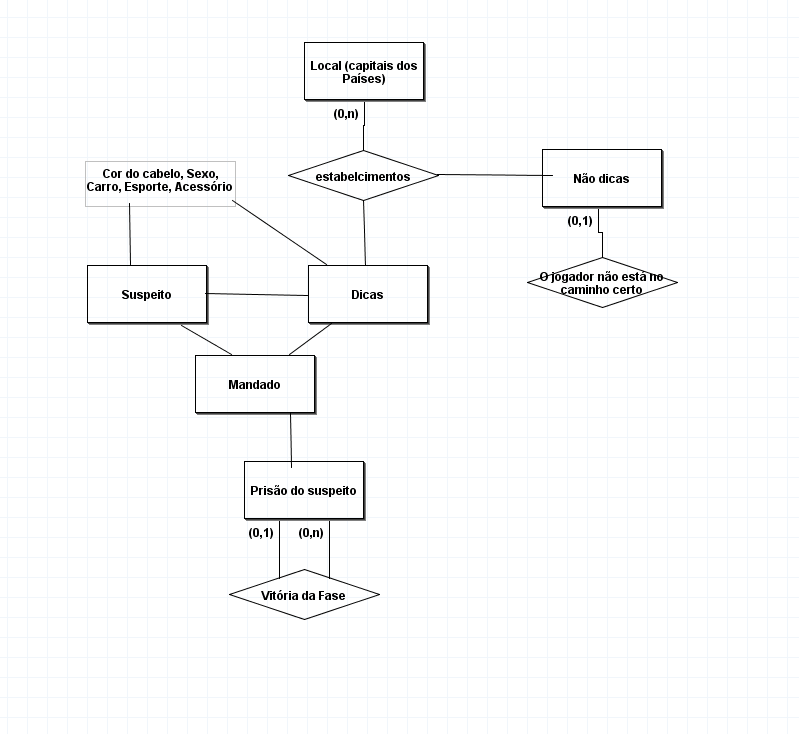 Local (capitais dos
Países)
(0,n)
estabelcimentos
Não dicas
(0,1)
O jogador não está no
caminho certo
Cor do cabelo, Sexo,
Carro, Esporte, Acessório
Suspeito
Dicas
Mandado
Prisão do suspeito
(0,1)
(0,n)
Vitória da Fase